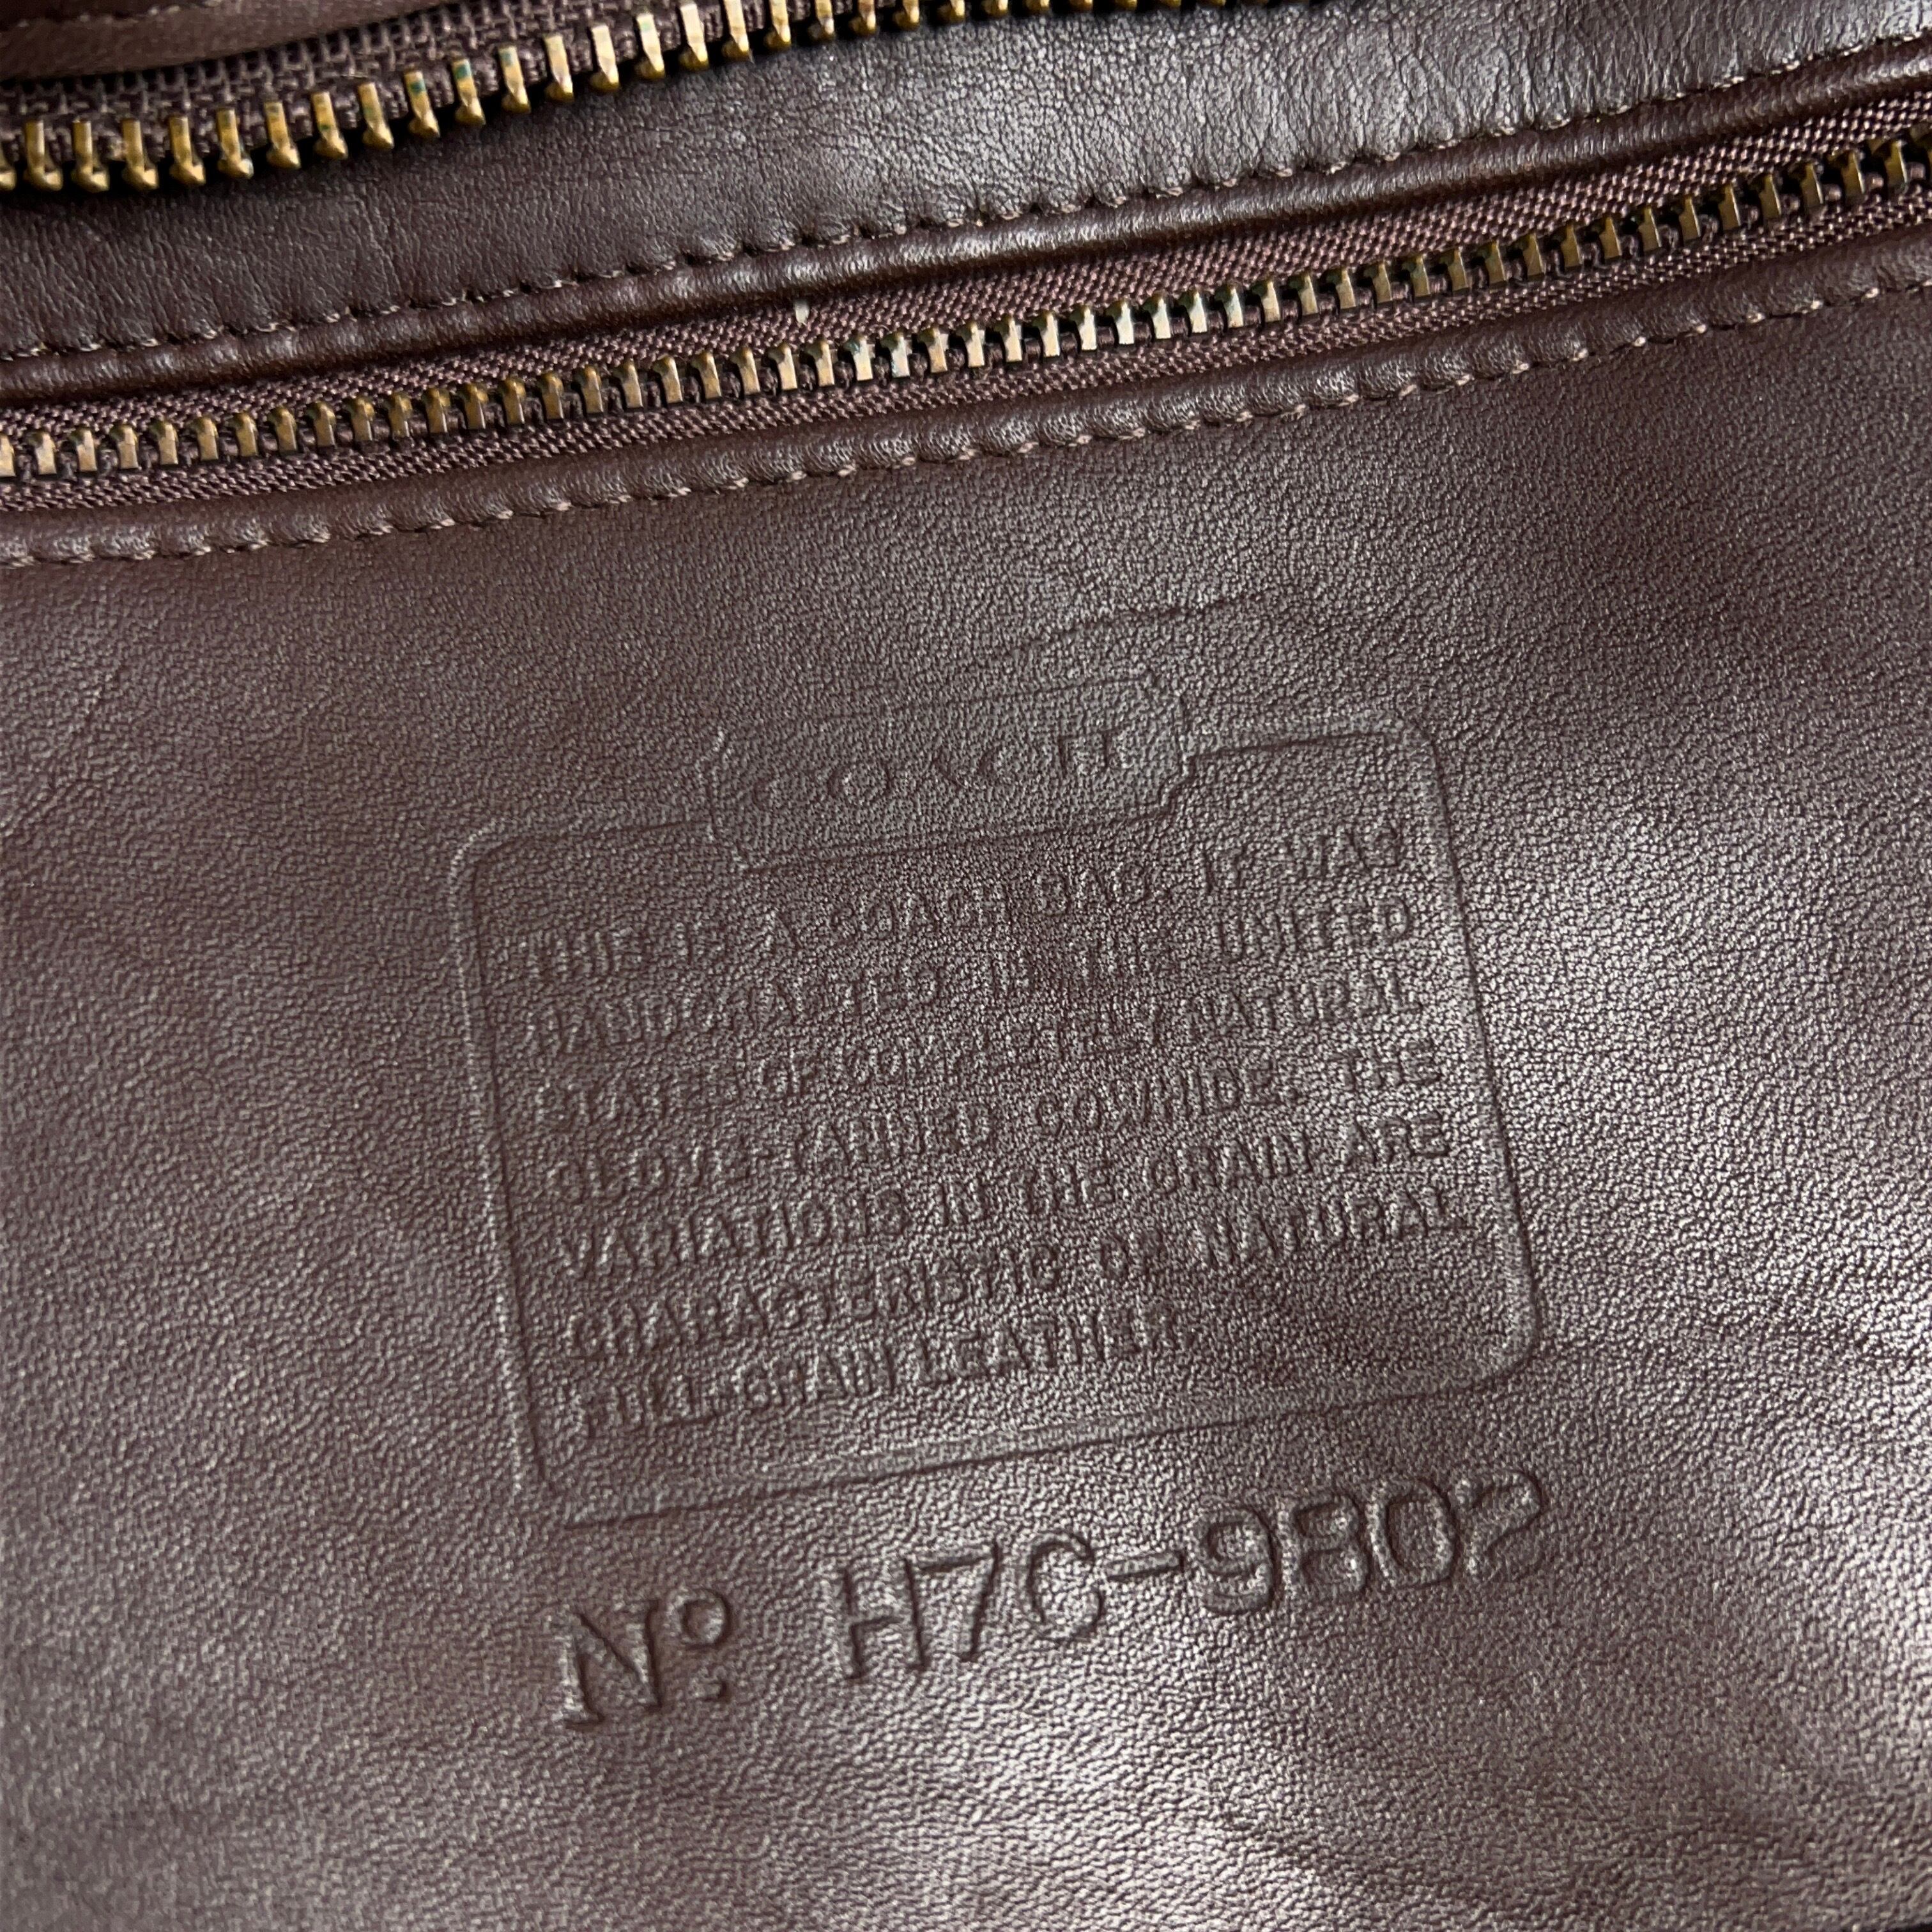 COACH
THIS IS A COACH BAG. IT WAS
HANDCRAFTED IN THE UNITED
STATES OF COMPLETELY NATURAL
GLOVE-TANNED COWHIDE. THE
VARIATIONS IN THE GRAIN ARE
CHARACTERISTIC OF NATURAL
FULL-GRAIN LEATHER.
Nº H7C-9802